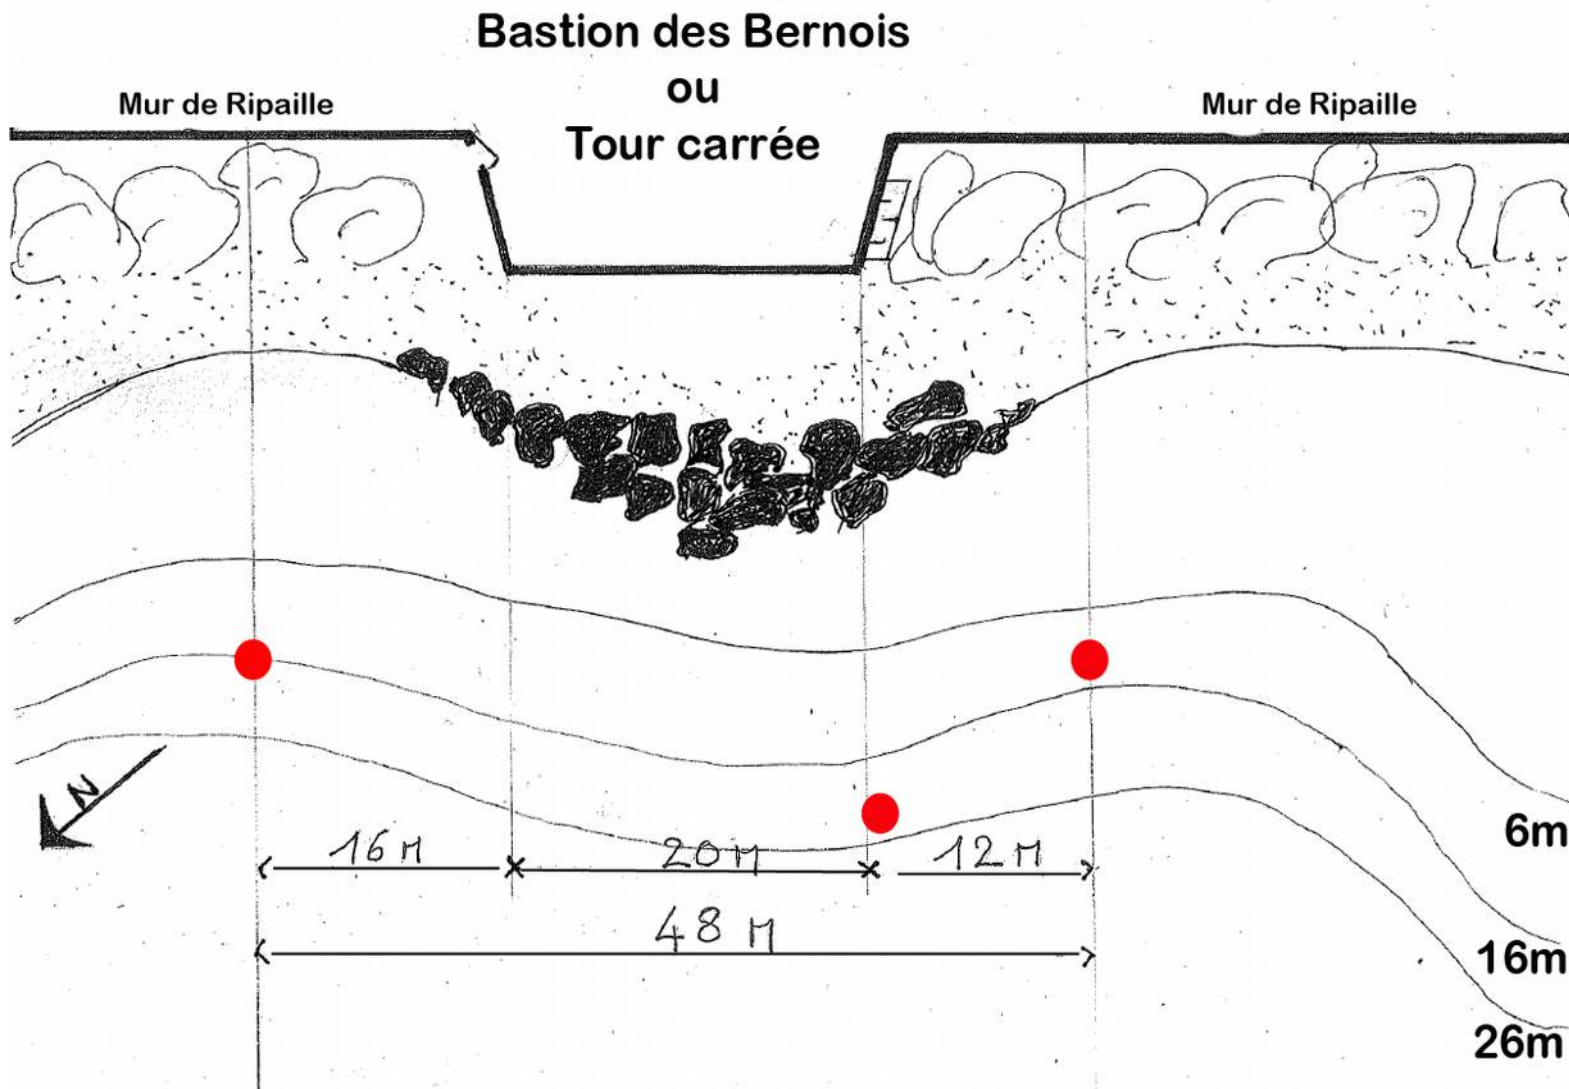 Bastion des Bernois
ou
Tour carrée
Mur de Ripaille
Mur de Ripaille
N
16 M
20 M
12 M
48 M
6m
16m
26m